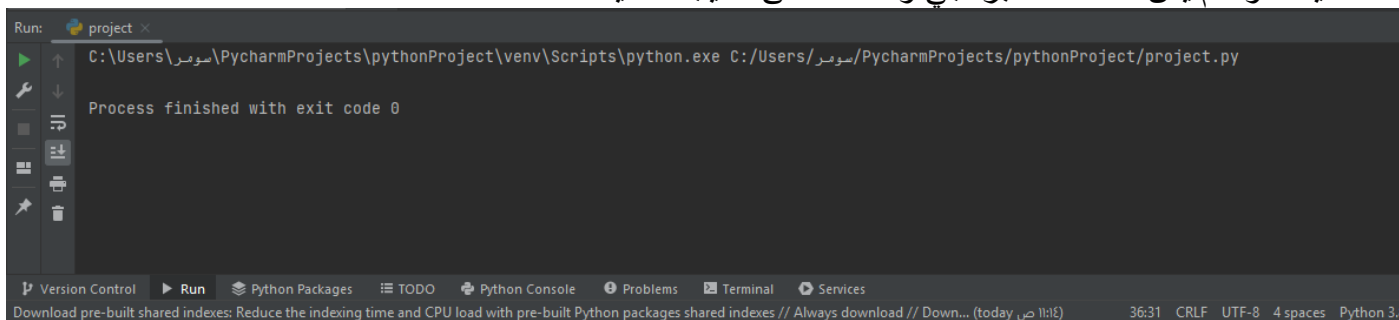 Run: project
C:\Users\سومر\PycharmProjects\pythonProject\venv\Scripts\python.exe C:/Users/سومر/PycharmProjects/pythonProject/project.py
Process finished with exit code 0
Version Control Run Python Packages TODO Python Console Problems Terminal Services
Download pre-built shared indexes: Reduce the indexing time and CPU load with pre-built Python packages shared indexes // Always download // Down... (today ١١:١٤ ص) 36:31 CRLF UTF-8 4 spaces Python 3.